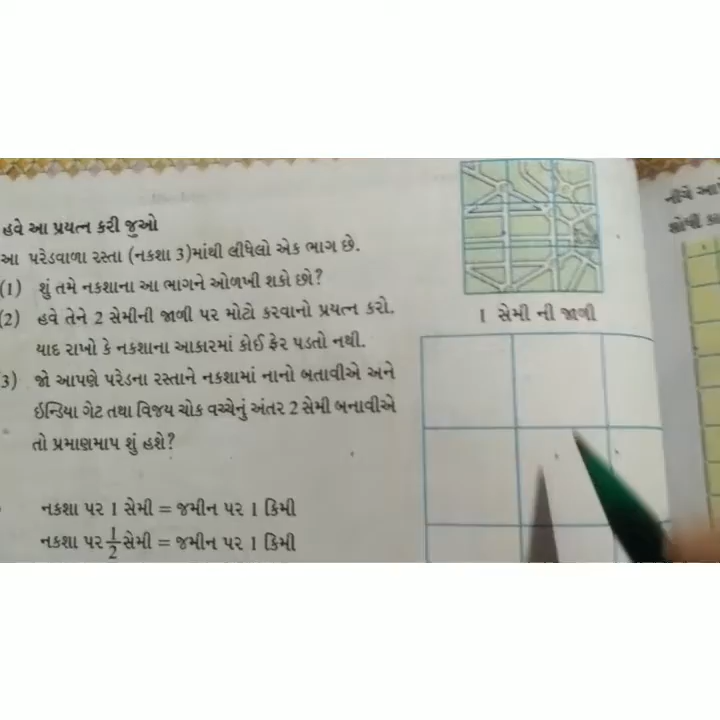 હવે આ પ્રયત્ન કરી જુઓ
આ પરેડવાળા રસ્તા (નકશા 3)માંથી લીધેલો એક ભાગ છે.
(1) શું તમે નકશાના આ ભાગને ઓળખી શકો છો?
(2) હવે તેને 2 સેમીની જાળી પર મોટો કરવાનો પ્રયત્ન કરો.
યાદ રાખો કે નકશાના આકારમાં કોઈ ફેર પડતો નથી.
3) જો આપણે પરેડના રસ્તાને નકશામાં નાનો બતાવીએ અને
ઇન્ડિયા ગેટ તથા વિજય ચોક વચ્ચેનું અંતર 2 સેમી બનાવીએ
તો પ્રમાણમાપ શું હશે?
નકશા પર 1 સેમી = જમીન પર 1 કિમી
નકશા પર 1/2 સેમી = જમીન પર 1 કિમી
1 સેમી ની જાળી
નીચે